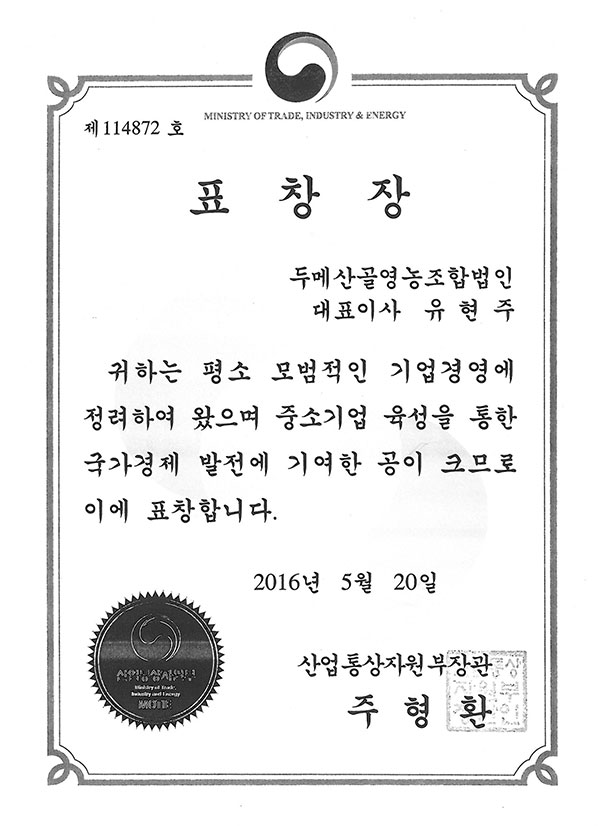 MINISTRY OF TRADE, INDUSTRY & ENERGY
제 114872 호
표 창 장
두메산골영농조합법인
대표이사 유 현 주
귀하는 평소 모범적인 기업경영에
정려하여 왔으며 중소기업 육성을 통한
국가경제 발전에 기여한 공이 크므로
이에 표창합니다.
2016년 5월 20일
산업통상자원부
Ministry of Trade,
Industry and Energy
MOTIE
산업통상자원부장관
주 형 환